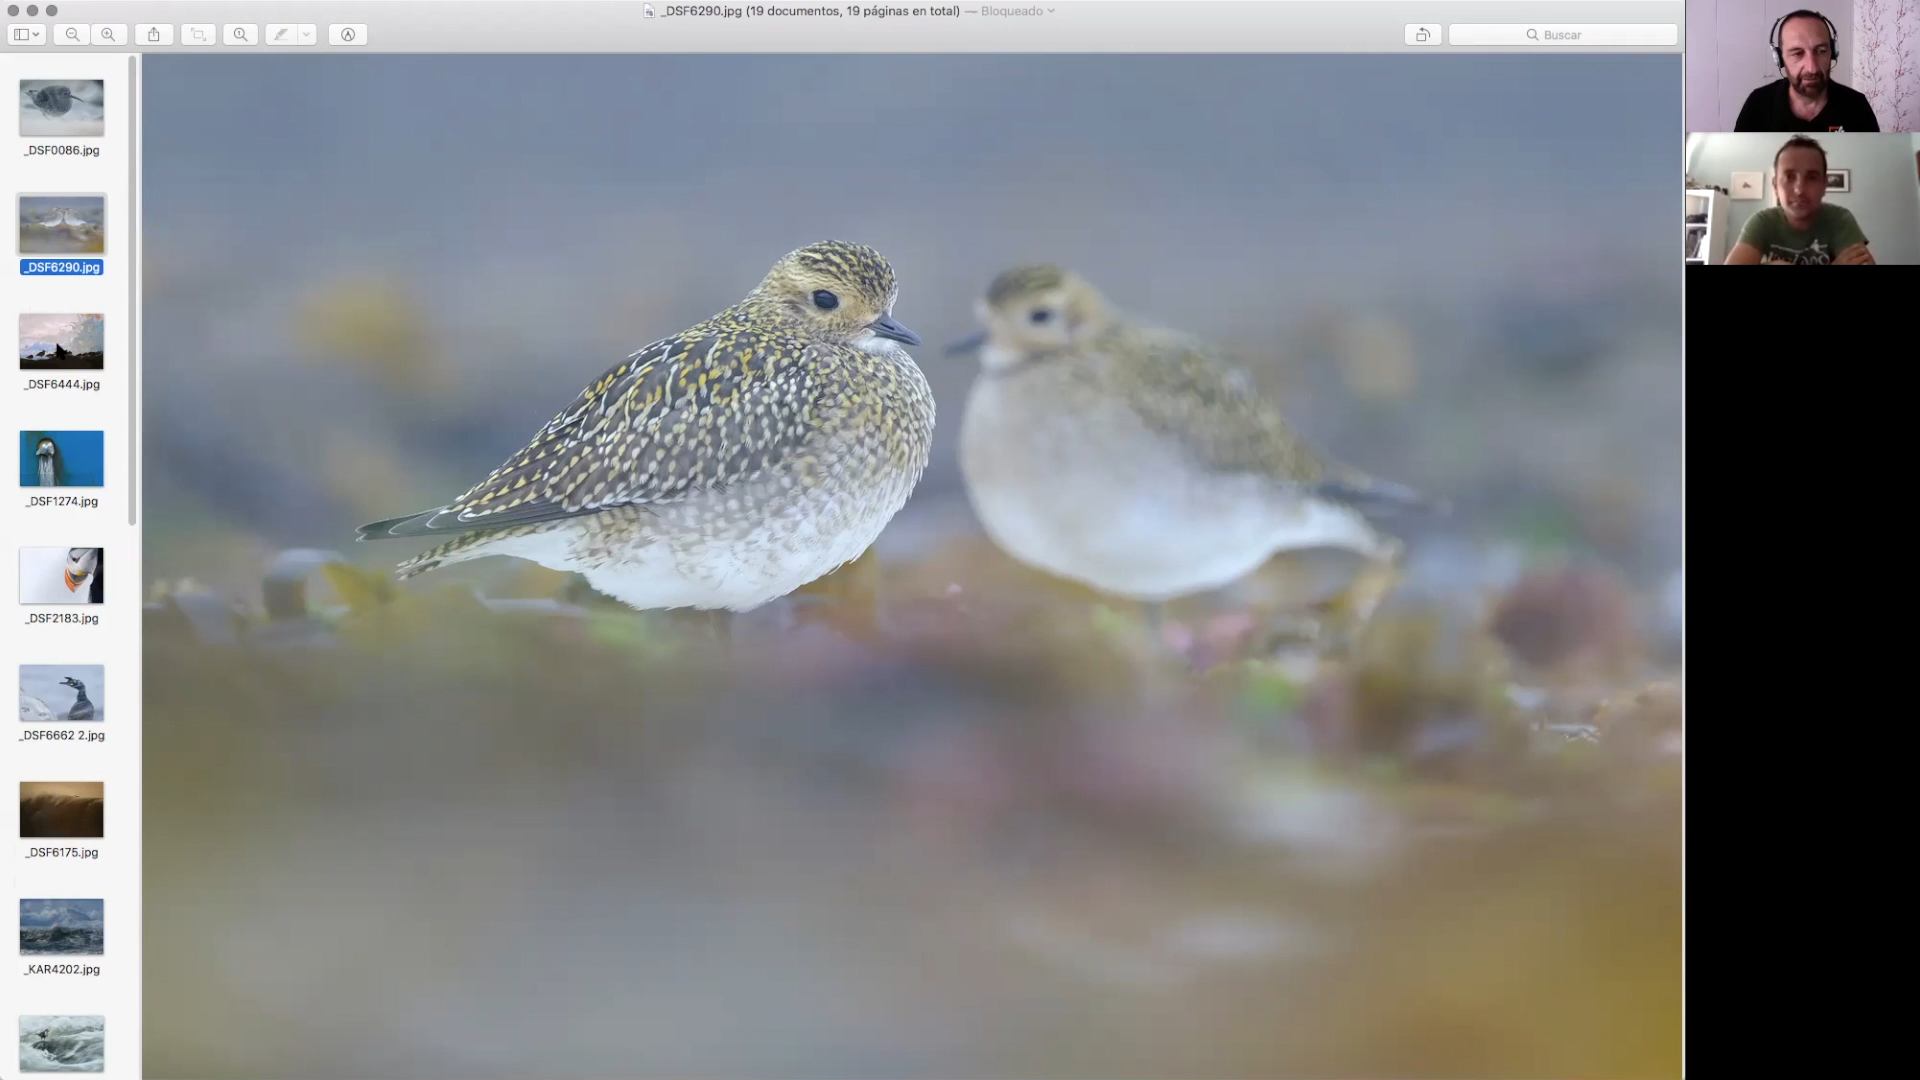 _DSF6290.jpg (19 documentos, 19 páginas en total) — Bloqueado
Buscar
_DSF0086.jpg
_DSF6290.jpg
_DSF6444.jpg
_DSF1274.jpg
_DSF2183.jpg
_DSF6662 2.jpg
_DSF6175.jpg
_KAR4202.jpg